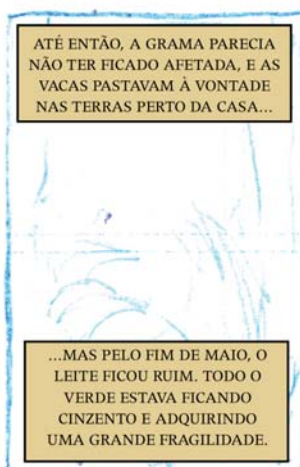 ATÉ ENTÃO, A GRAMA PARECIA
NÃO TER FICADO AFETADA, E AS
VACAS PASTAVAM À VONTADE
NAS TERRAS PERTO DA CASA...
...MAS PELO FIM DE MAIO, O
LEITE FICOU RUIM. TODO O
VERDE ESTAVA FICANDO
CINZENTO E ADQUIRINDO
UMA GRANDE FRAGILIDADE.